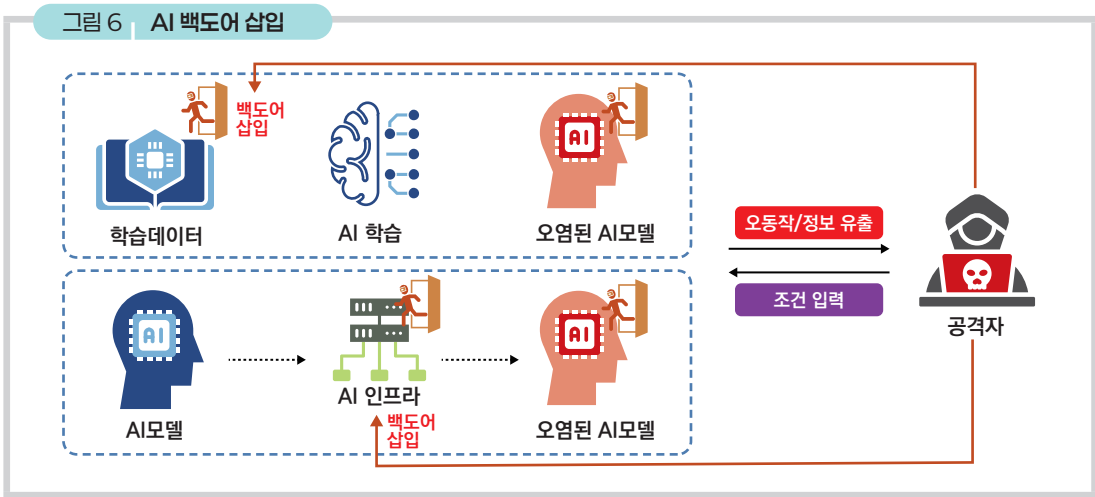 그림 6 AI 백도어 삽입
백도어
삽입
AI
학습데이터
AI 학습
오염된 AI모델
오동작/정보 유출
조건 입력
공격자
AI
AI
AI모델
AI 인프라
백도어
삽입
오염된 AI모델